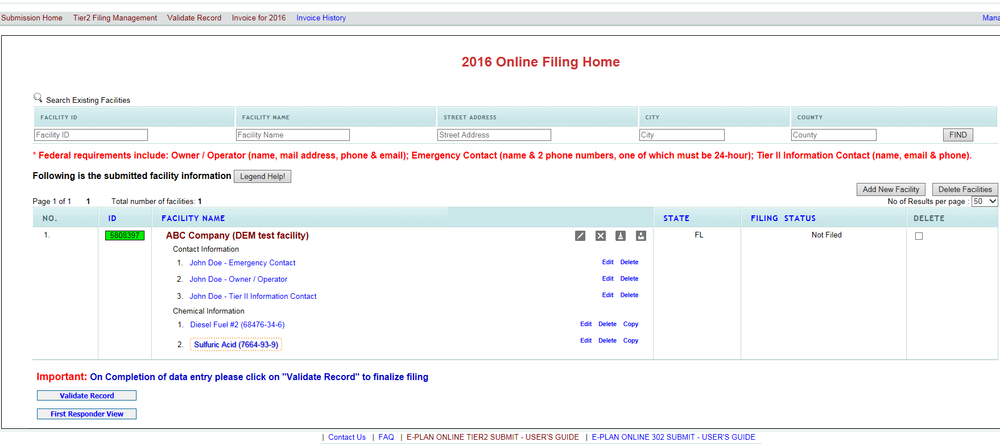 Submission Home Tier2 Filing Management Validate Record Invoice for 2016 Invoice History Mana
2016 Online Filing Home
Search Existing Facilities
FACILITY ID FACILITY NAME STREET ADDRESS CITY COUNTY
Facility ID Facility Name Street Address City County FIND
* Federal requirements include: Owner / Operator (name, mail address, phone & email); Emergency Contact (name & 2 phone numbers, one of which must be 24-hour); Tier II Information Contact (name, email & phone).
Following is the submitted facility information Legend Help!
Add New Facility Delete Facilities
Page 1 of 1 1 Total number of facilities: 1 No of Results per page : 50
NO. ID FACILITY NAME STATE FILING STATUS DELETE
1. 5808397 ABC Company (DEM test facility) FL Not Filed
Contact Information
1. John Doe - Emergency Contact Edit Delete
2. John Doe - Owner / Operator Edit Delete
3. John Doe - Tier II Information Contact Edit Delete
Chemical Information
1. Diesel Fuel #2 (68476-34-6) Edit Delete Copy
2. Sulfuric Acid (7664-93-9) Edit Delete Copy
Important: On Completion of data entry please click on "Validate Record" to finalize filing
Validate Record
First Responder View
| Contact Us | FAQ | E-PLAN ONLINE TIER2 SUBMIT - USER'S GUIDE | E-PLAN ONLINE 302 SUBMIT - USER'S GUIDE